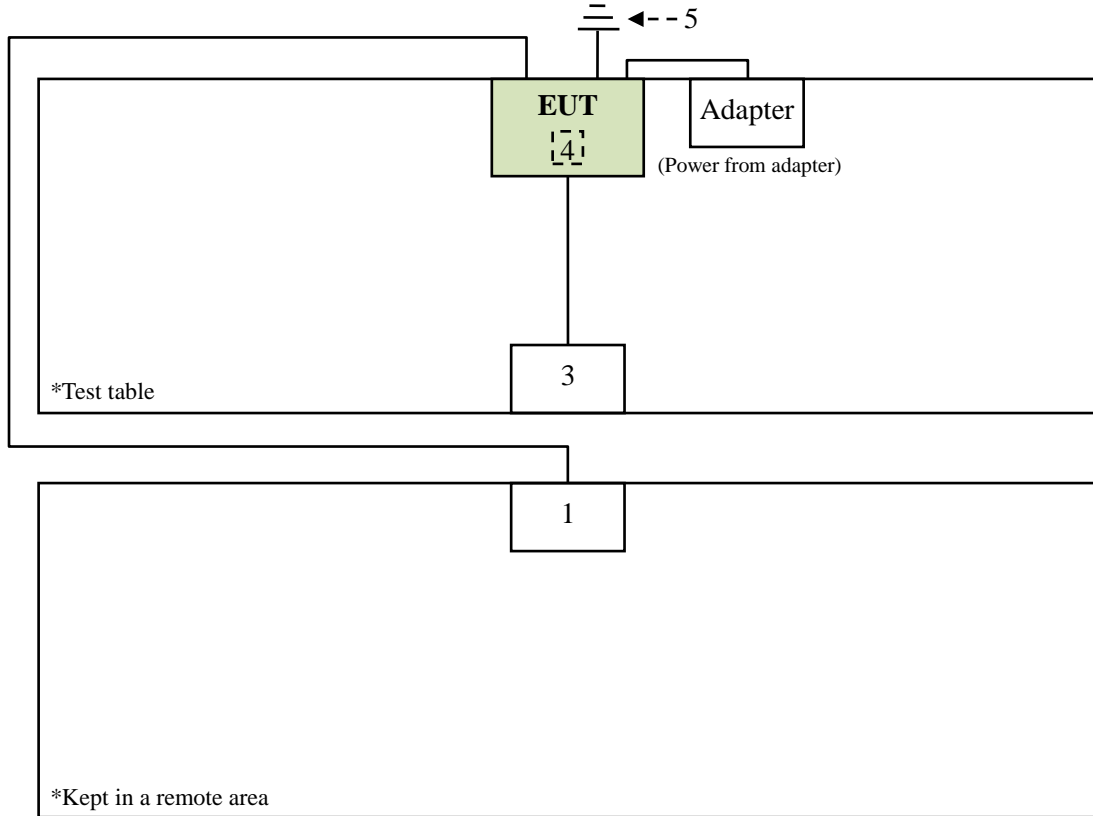 5
EUT
4
Adapter
(Power from adapter)
3
*Test table
1
*Kept in a remote area